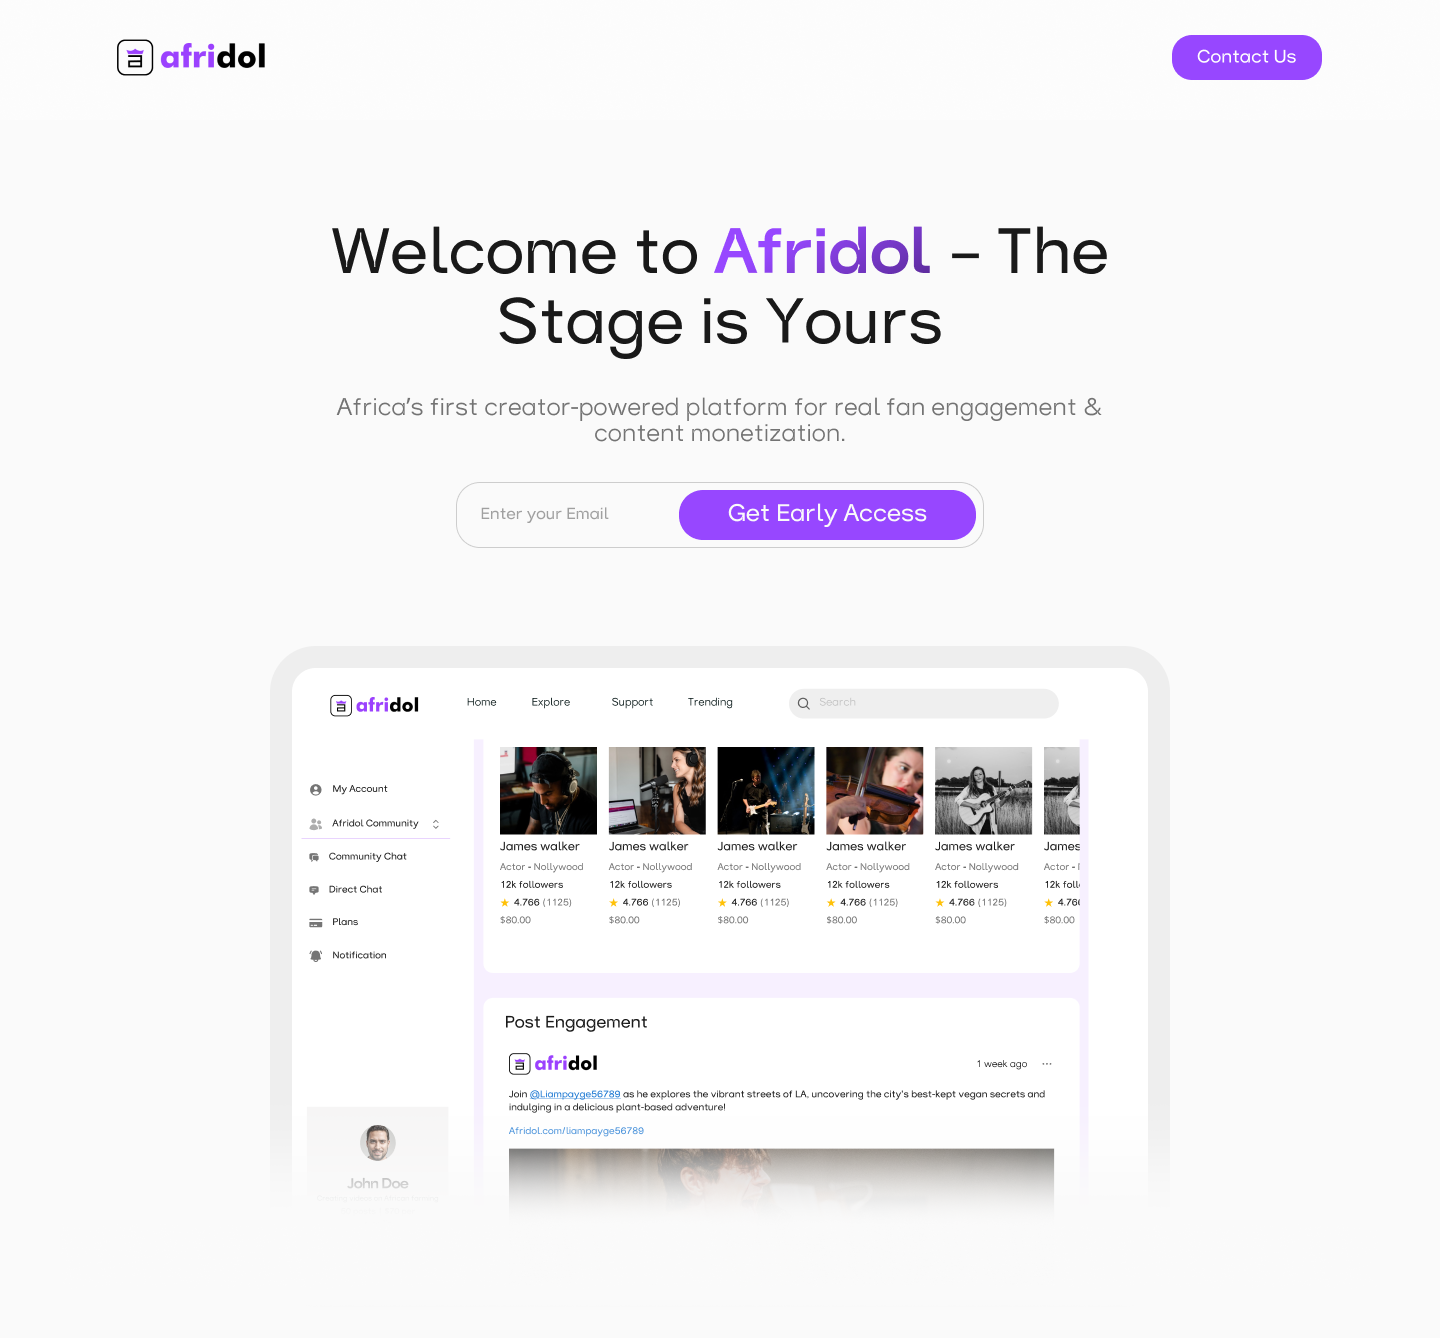 afridol
Contact Us
Welcome to Afridol – The
Stage is Yours
Africa's first creator-powered platform for real fan engagement &
content monetization.
Enter your Email
Get Early Access
afridol
Home Explore Support Trending
Search
My Account
Afridol Community
Community Chat
Direct Chat
Plans
Notification
James walker James walker James walker James walker James walker James
Actor - Nollywood Actor - Nollywood Actor - Nollywood Actor - Nollywood Actor - Nollywood Actor -
12k followers 12k followers 12k followers 12k followers 12k followers 12k
4.766 (1125) 4.766 (1125) 4.766 (1125) 4.766 (1125) 4.766 (1125)
$80.00 $80.00 $80.00 $80.00 $80.00 $80.00
Post Engagement
afridol
1 week ago
Join @Liampayge56789 as he explores the vibrant streets of LA, uncovering the city's best-kept vegan secrets and
indulging in a delicious plant-based adventure!
Afridol.com/liampayge56789
John Doe